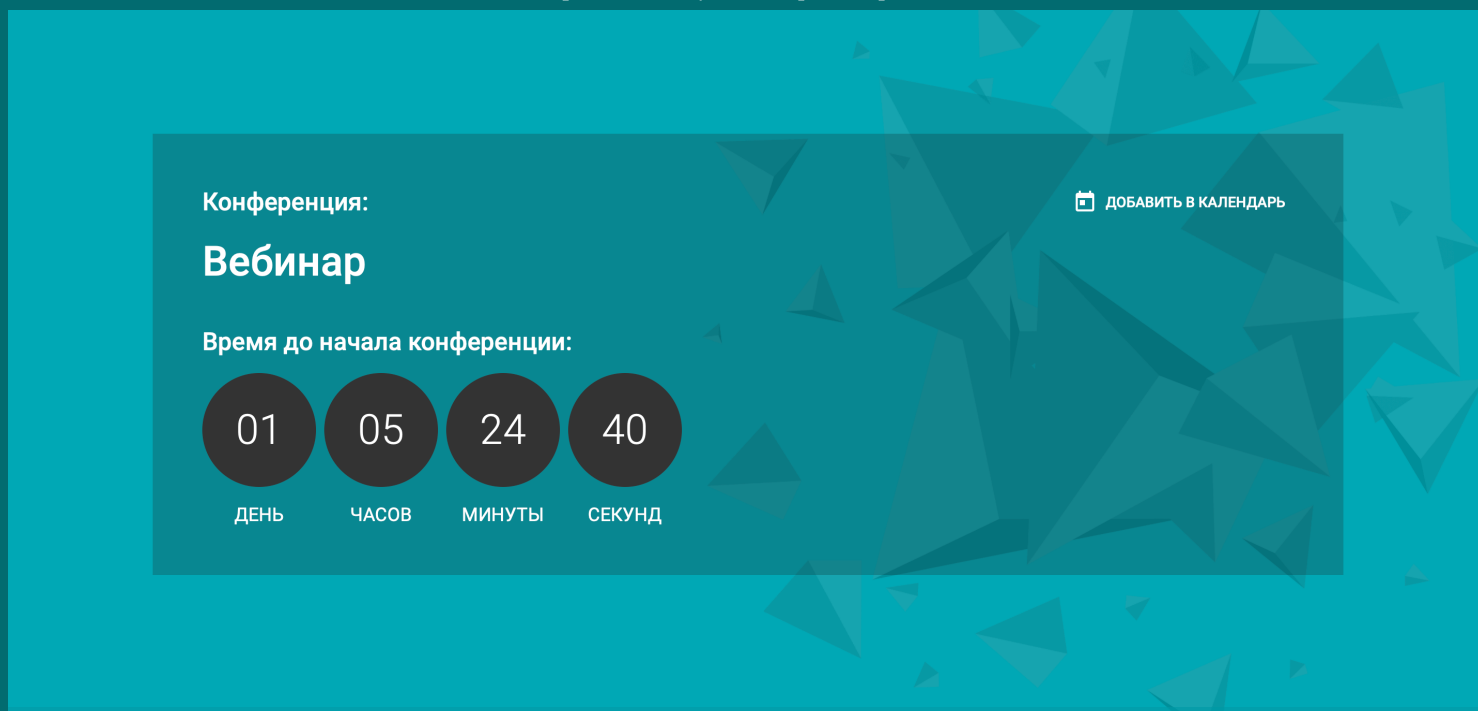 Конференция:
ДОБАВИТЬ В КАЛЕНДАРЬ
Вебинар
Время до начала конференции:
01 05 24 40
ДЕНЬ ЧАСОВ МИНУТЫ СЕКУНД